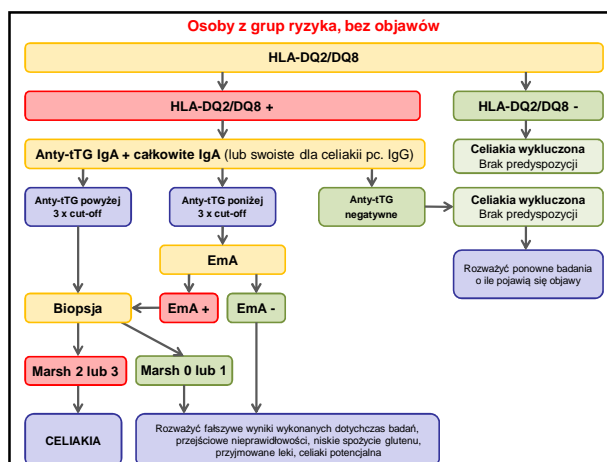 Osoby z grup ryzyka, bez objawów
HLA-DQ2/DQ8
HLA-DQ2/DQ8 +
HLA-DQ2/DQ8 -
Anty-tTG IgA + całkowite IgA (lub swoiste dla celiakii pc. IgG)
Celiakia wykluczona
Brak predyspozycji
Anty-tTG powyżej
3 x cut-off
Anty-tTG poniżej
3 x cut-off
Anty-tTG
negatywne
Celiakia wykluczona
Brak predyspozycji
EmA
Rozważyć ponowne badania
o ile pojawią się objawy
Biopsja
EmA +
EmA -
Marsh 2 lub 3
Marsh 0 lub 1
CELIAKIA
Rozważyć fałszywe wyniki wykonanych dotychczas badań,
przejściowe nieprawidłowości, niskie spożycie glutenu,
przyjmowane leki, celiaki potencjalna